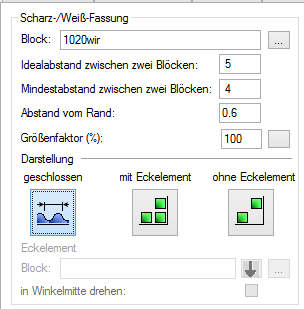 Scharz-/Weiß-Fassung
Block: 1020wir ...
Idealabstand zwischen zwei Blöcken: 5
Mindestabstand zwischen zwei Blöcken: 4
Abstand vom Rand: 0.6
Größenfaktor (%): 100
Darstellung
geschlossen mit Eckelement ohne Eckelement
Eckelement
Block: ...
in Winkelmitte drehen: